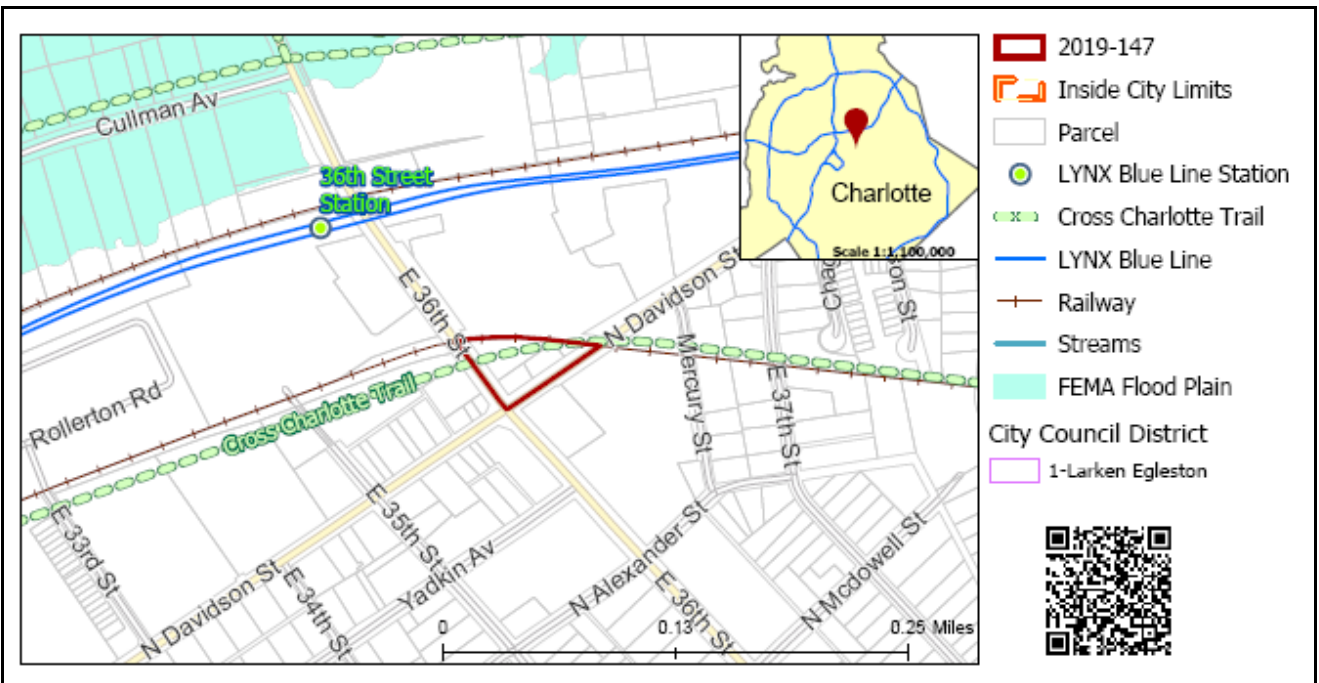 Cullman Av
36th Street
Station
E 36th St
Rollerton Rd
Cross Charlotte Trail
N Davidson St
Mercury St
E 37th St
son St
E 33rd St
E 35th St
E 34th St
Yadkin Av
N Davidson St
N Alexander St
N Mcdowell St
E 36th St
0
0.13
0.25 Miles
Charlotte
Scale 1:1,100,000
2019-147
Inside City Limits
Parcel
LYNX Blue Line Station
Cross Charlotte Trail
LYNX Blue Line
Railway
Streams
FEMA Flood Plain
City Council District
1-Larken Egleston